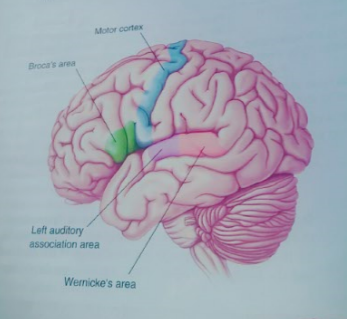 Motor cortex
Broca's area
Left auditory
association area
Wernicke's area